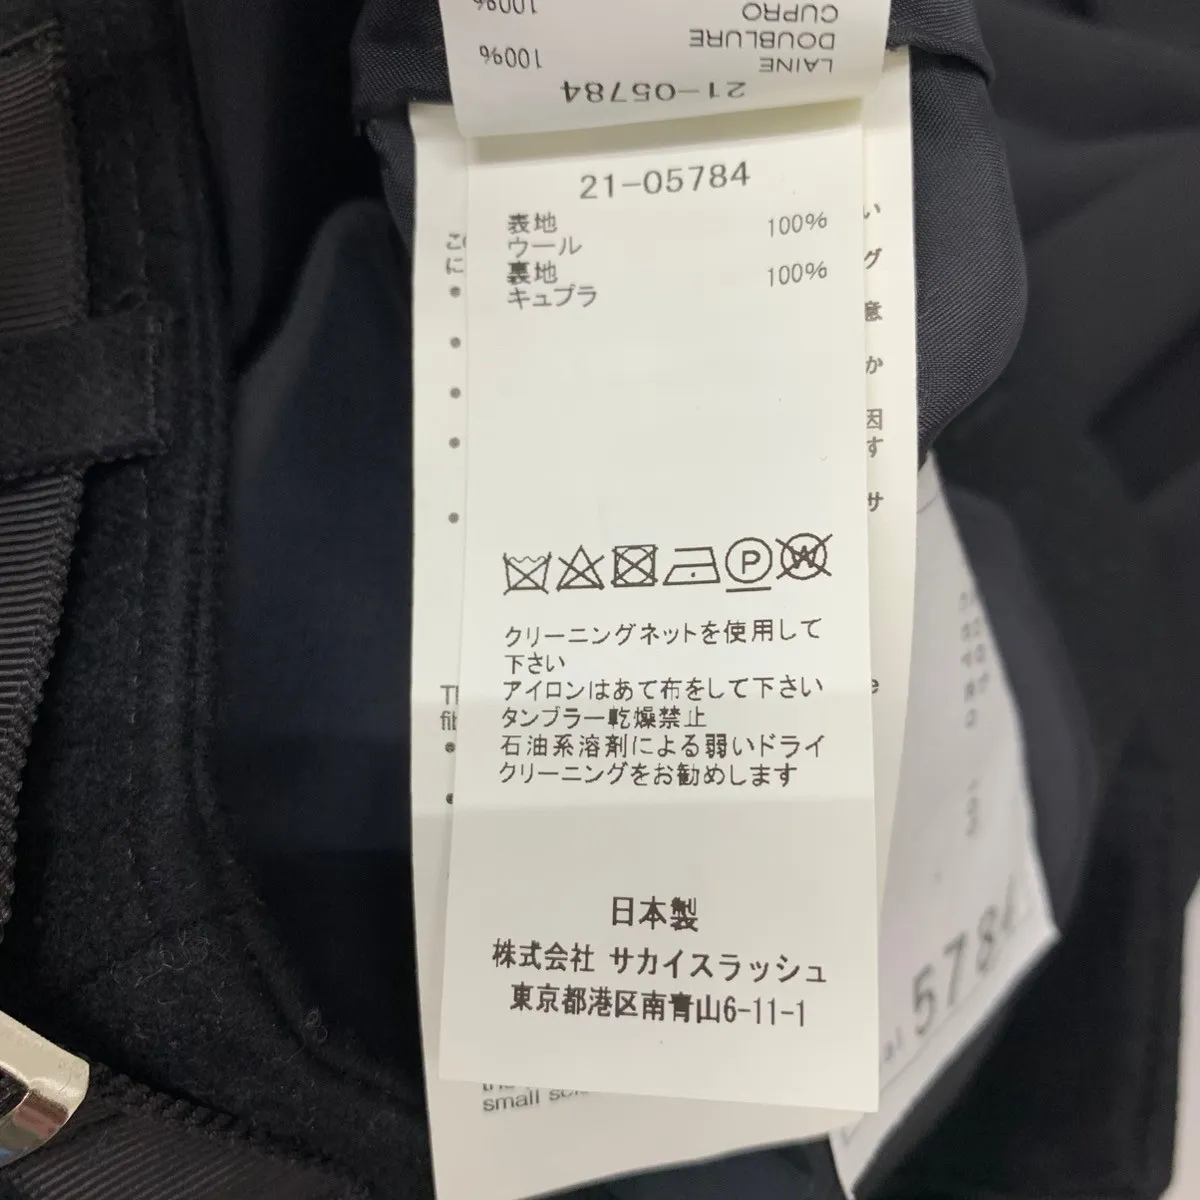 100%
CUPRO
DOUBLURE
100%
LAINE
21-05784
21-05784
表地
ウール 100%
裏地
キュプラ 100%
クリーニングネットを使用して
下さい
アイロンはあて布をして下さい
タンブラー乾燥禁止
石油系溶剤による弱いドライ
クリーニングをお勧めします
日本製
株式会社 サカイスラッシュ
東京都港区南青山6-11-1
small
5784